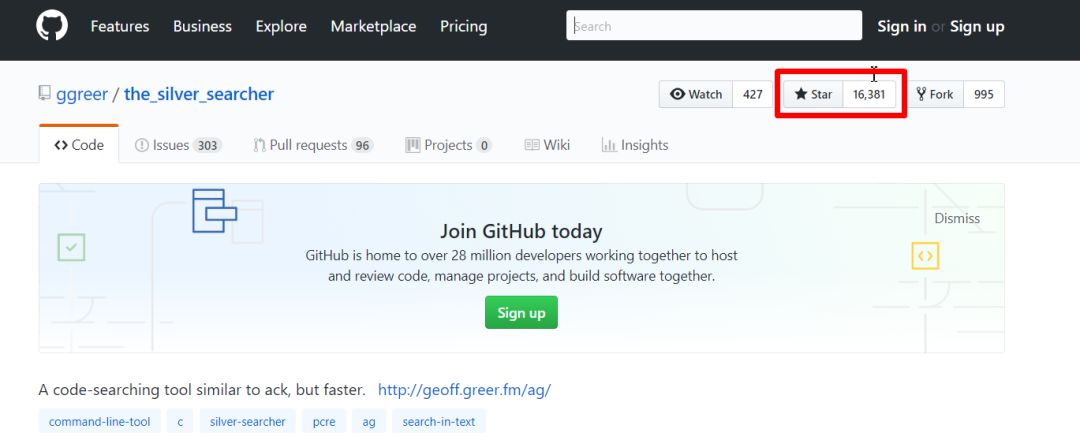 Features Business Explore Marketplace Pricing Search Sign in or Sign up
ggreer / the_silver_searcher Watch 427 Star 16,381 Fork 995
Code Issues 303 Pull requests 96 Projects 0 Wiki Insights
Dismiss
Join GitHub today
GitHub is home to over 28 million developers working together to host
and review code, manage projects, and build software together.
Sign up
A code-searching tool similar to ack, but faster. http://geoff.greer.fm/ag/
command-line-tool c silver-searcher pcre ag search-in-text